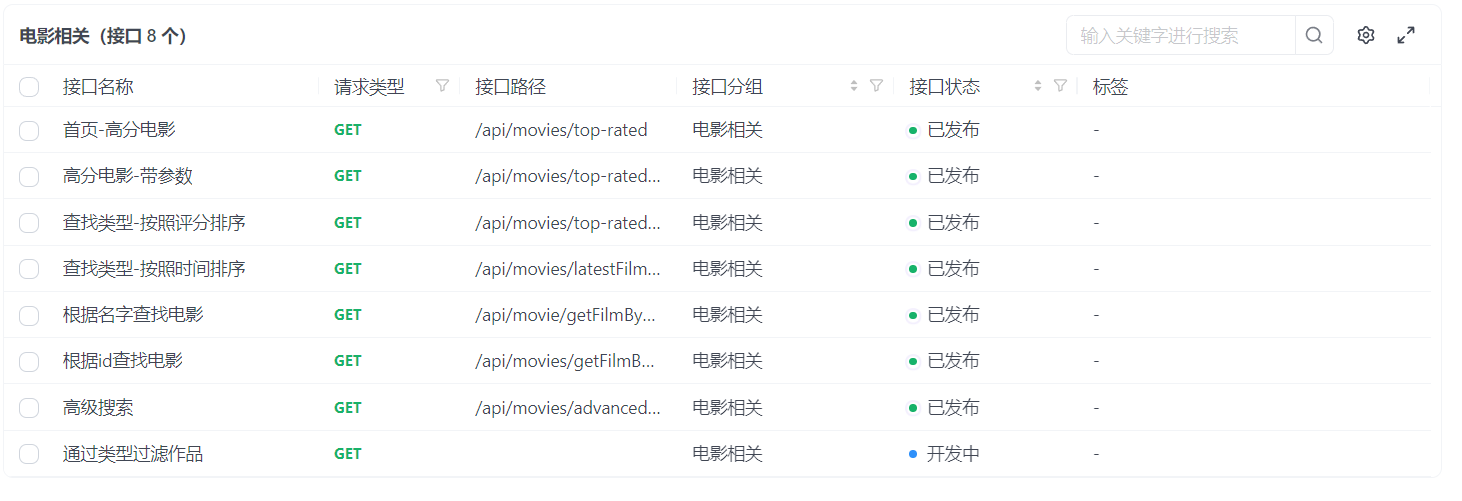 电影相关（接口 8 个） 输入关键字进行搜索
接口名称 请求类型 接口路径 接口分组 接口状态 标签
首页-高分电影 GET /api/movies/top-rated 电影相关 已发布 -
高分电影-带参数 GET /api/movies/top-rated... 电影相关 已发布 -
查找类型-按照评分排序 GET /api/movies/top-rated... 电影相关 已发布 -
查找类型-按照时间排序 GET /api/movies/latestFilm... 电影相关 已发布 -
根据名字查找电影 GET /api/movie/getFilmBy... 电影相关 已发布 -
根据id查找电影 GET /api/movies/getFilmB... 电影相关 已发布 -
高级搜索 GET /api/movies/advanced... 电影相关 已发布 -
通过类型过滤作品 GET 电影相关 开发中 -